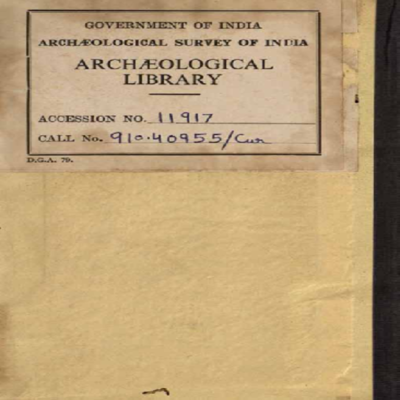 GOVERNMENT OF INDIA
ARCHÆOLOGICAL SURVEY OF INDIA
ARCHÆOLOGICAL
LIBRARY
ACCESSION NO. 11917
CALL No. 910.40955/Cur
D.G.A. 79.